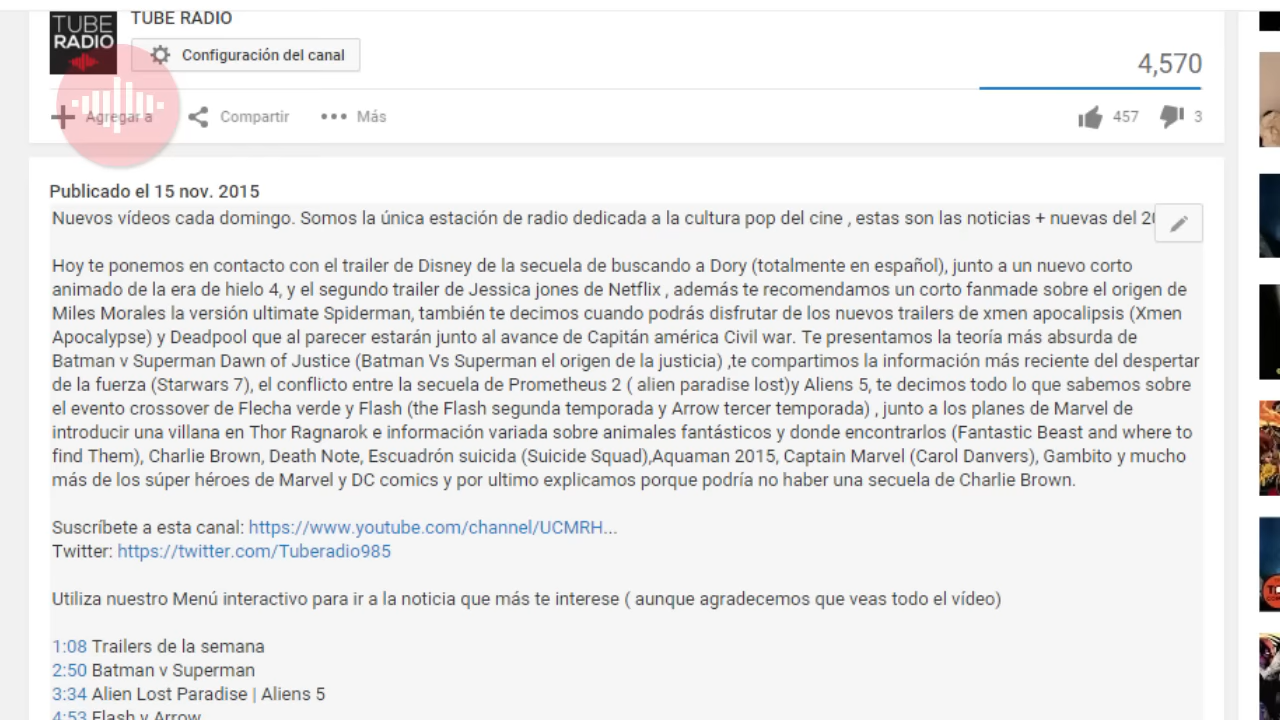 TUBE
RADIO
TUBE RADIO
Configuración del canal
4,570
Agregar a
Compartir
Más
457
3
Publicado el 15 nov. 2015
Nuevos vídeos cada domingo. Somos la única estación de radio dedicada a la cultura pop del cine , estas son las noticias + nuevas del
Hoy te ponemos en contacto con el trailer de Disney de la secuela de buscando a Dory (totalmente en español), junto a un nuevo corto
animado de la era de hielo 4, y el segundo trailer de Jessica jones de Netflix , además te recomendamos un corto fanmade sobre el origen de
Miles Morales la versión ultimate Spiderman, también te decimos cuando podrás disfrutar de los nuevos trailers de xmen apocalipsis (Xmen
Apocalypse) y Deadpool que al parecer estarán junto al avance de Capitán américa Civil war. Te presentamos la teoría más absurda de
Batman v Superman Dawn of Justice (Batman Vs Superman el origen de la justicia) ,te compartimos la información más reciente del despertar
de la fuerza (Starwars 7), el conflicto entre la secuela de Prometheus 2 ( alien paradise lost)y Aliens 5, te decimos todo lo que sabemos sobre
el evento crossover de Flecha verde y Flash (the Flash segunda temporada y Arrow tercer temporada) , junto a los planes de Marvel de
introducir una villana en Thor Ragnarok e información variada sobre animales fantásticos y donde encontrarlos (Fantastic Beast and where to
find Them), Charlie Brown, Death Note, Escuadrón suicida (Suicide Squad),Aquaman 2015, Captain Marvel (Carol Danvers), Gambito y mucho
más de los súper héroes de Marvel y DC comics y por ultimo explicamos porque podría no haber una secuela de Charlie Brown.
Suscríbete a esta canal: https://www.youtube.com/channel/UCMRH...
Twitter: https://twitter.com/Tuberadio985
Utiliza nuestro Menú interactivo para ir a la noticia que más te interese ( aunque agradecemos que veas todo el vídeo)
1:08 Trailers de la semana
2:50 Batman v Superman
3:34 Alien Lost Paradise | Aliens 5
4:53 Flash y Arrow